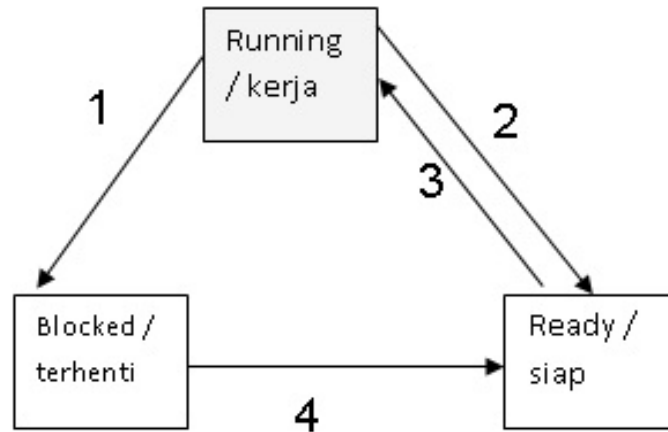 Running
/ kerja
1
2
3
Blocked /
terhenti
Ready /
siap
4